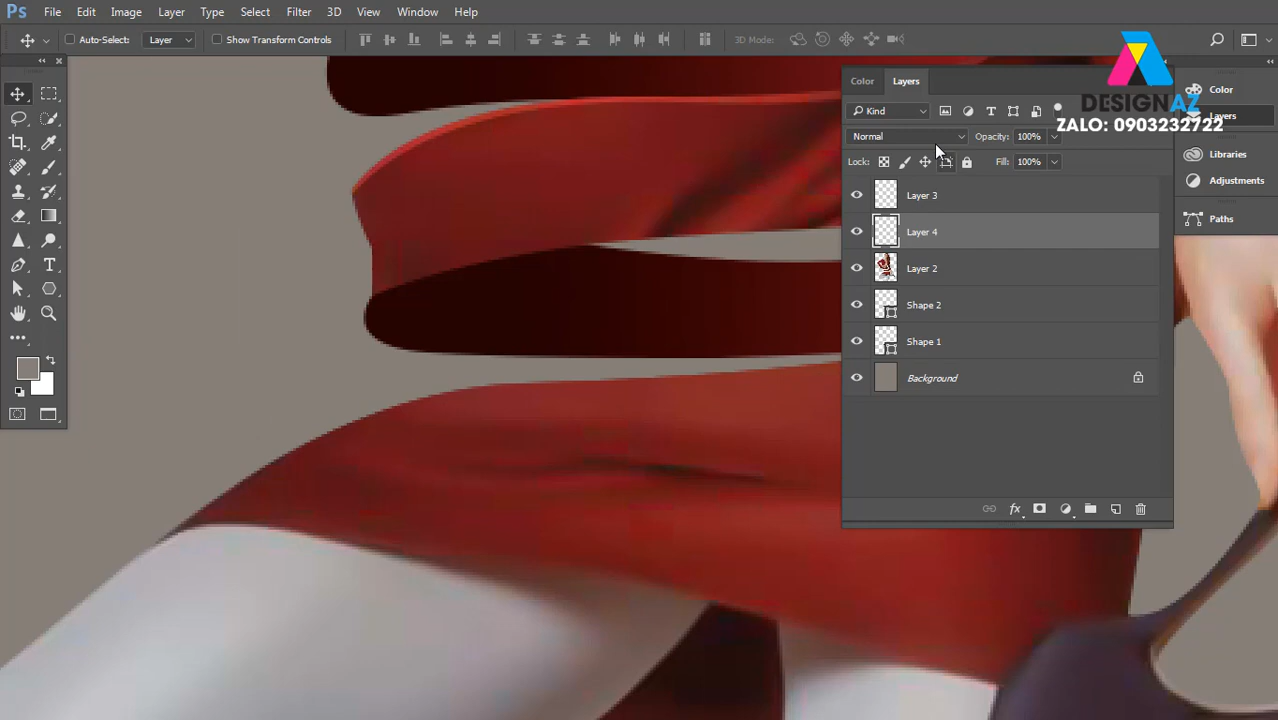 Ps File Edit Image Layer Type Select Filter 3D View Window Help
Auto-Select: Layer Show Transform Controls 3D Mode:
DESIGNAZ
ZALO: 0903232722
Color Layers
Kind
Normal Opacity: 100%
Lock: Fill: 100%
Layer 3
Layer 4
Layer 2
Shape 2
Shape 1
Background
fx
Color
Layers
Libraries
Adjustments
Paths